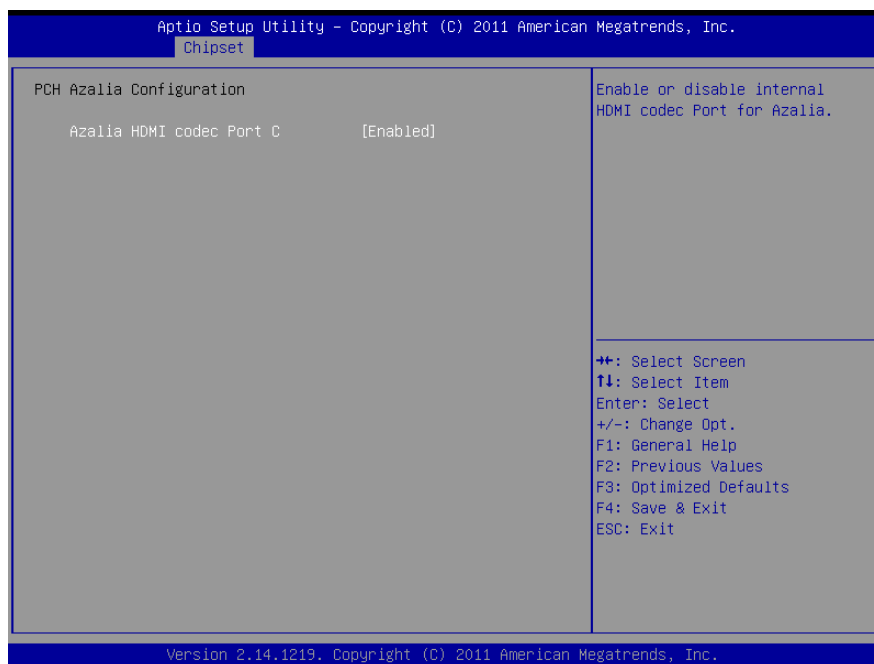 Aptio Setup Utility – Copyright (C) 2011 American Megatrends, Inc.
Chipset
PCH Azalia Configuration
Azalia HDMI codec Port C [Enabled]
Enable or disable internal
HDMI codec Port for Azalia.
→←: Select Screen
↑↓: Select Item
Enter: Select
+/-: Change Opt.
F1: General Help
F2: Previous Values
F3: Optimized Defaults
F4: Save & Exit
ESC: Exit
Version 2.14.1219. Copyright (C) 2011 American Megatrends, Inc.